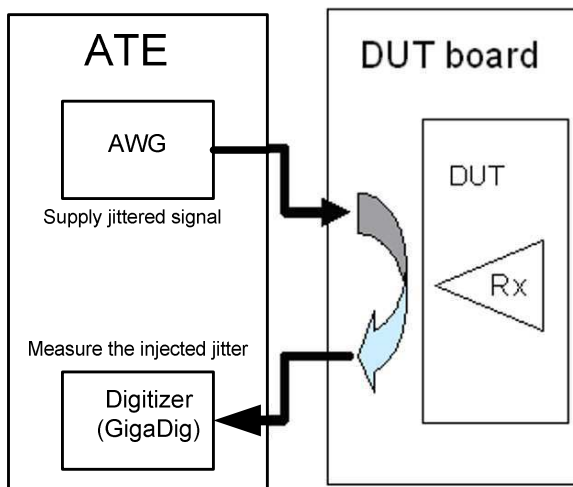 ATE
AWG
Supply jittered signal
Measure the injected jitter
Digitizer
(GigaDig)
DUT board
DUT
Rx